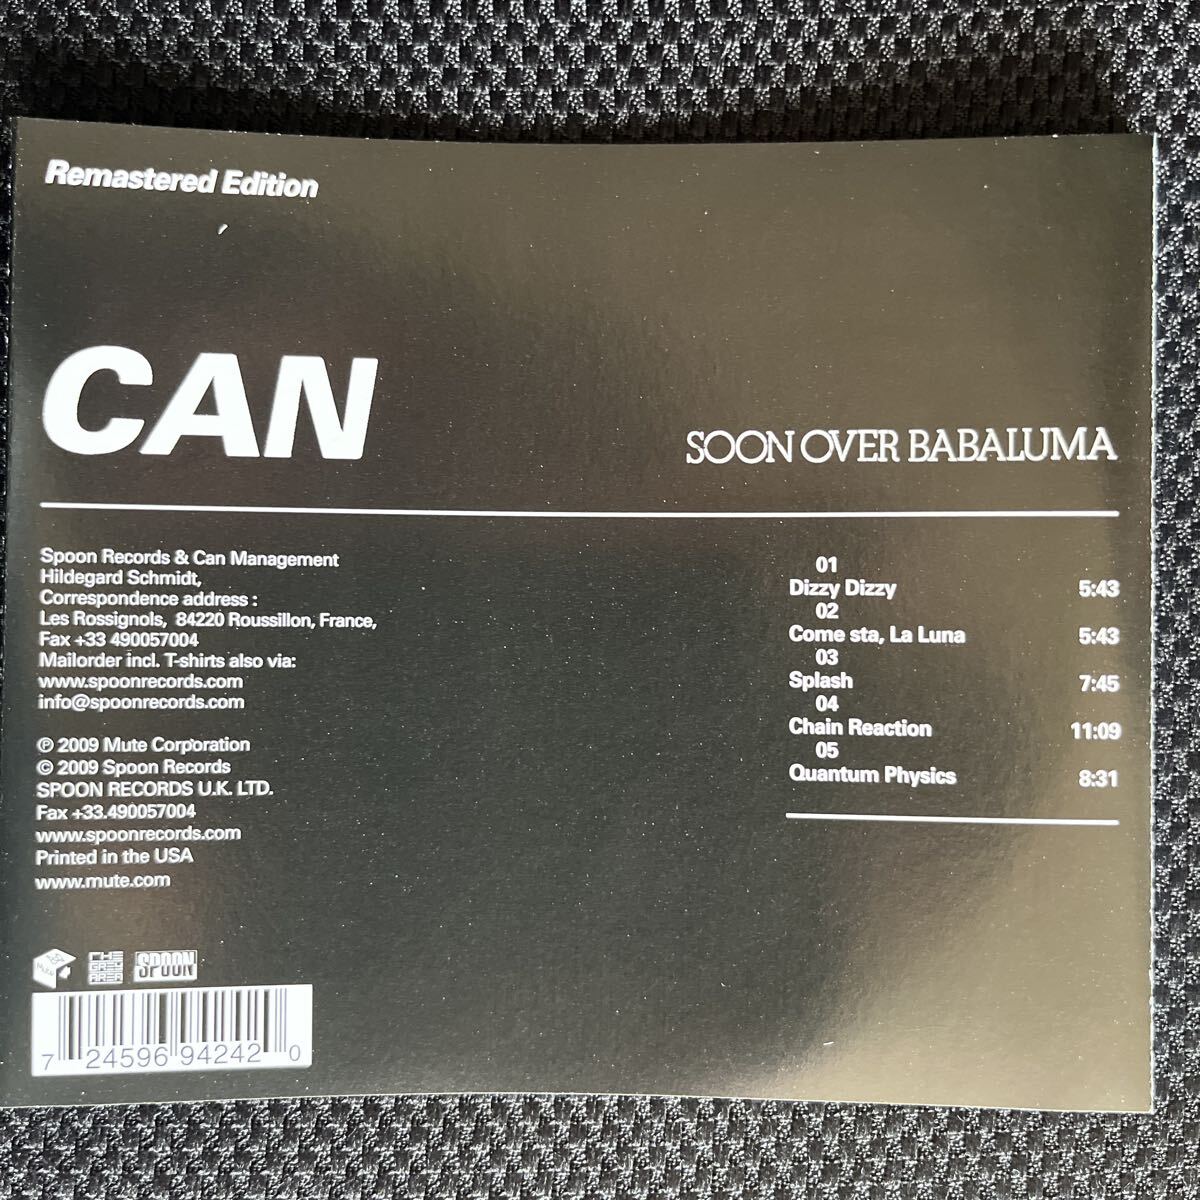 Remastered Edition
CAN
SOON OVER BABALUMA
Spoon Records & Can Management
Hildegard Schmidt,
Correspondence address :
Les Rossignols, 84220 Roussillon, France,
Fax +33 490057004
Mailorder incl. T-shirts also via:
www.spoonrecords.com
info@spoonrecords.com
℗ 2009 Mute Corporation
© 2009 Spoon Records
SPOON RECORDS U.K. LTD.
Fax +33.490057004
www.spoonrecords.com
Printed in the USA
www.mute.com
01
Dizzy Dizzy 5:43
02
Come sta, La Luna 5:43
03
Splash 7:45
04
Chain Reaction 11:09
05
Quantum Physics 8:31
THE
GREY
AREA
SPOON
7 24596 94242 0